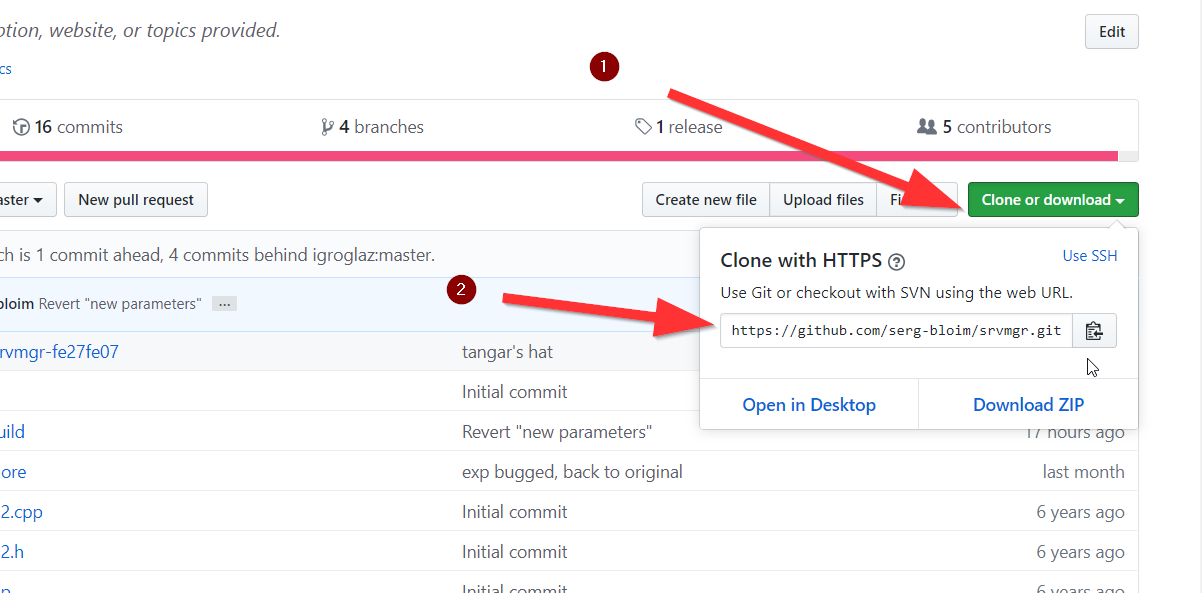 ption, website, or topics provided.
Edit
cs
1
16 commits
4 branches
1 release
5 contributors
aster
New pull request
Create new file
Upload files
Fi
Clone or download
ch is 1 commit ahead, 4 commits behind igroglaz:master.
Clone with HTTPS ?
Use SSH
2
Use Git or checkout with SVN using the web URL.
bloim Revert "new parameters" ...
https://github.com/serg-bloim/srvmgr.git
rvmgr-fe27fe07
tangar's hat
Initial commit
Open in Desktop
Download ZIP
uild
Revert "new parameters"
17 hours ago
ore
exp bugged, back to original
last month
2.cpp
Initial commit
6 years ago
2.h
Initial commit
6 years ago
Initial commit
6 years ago